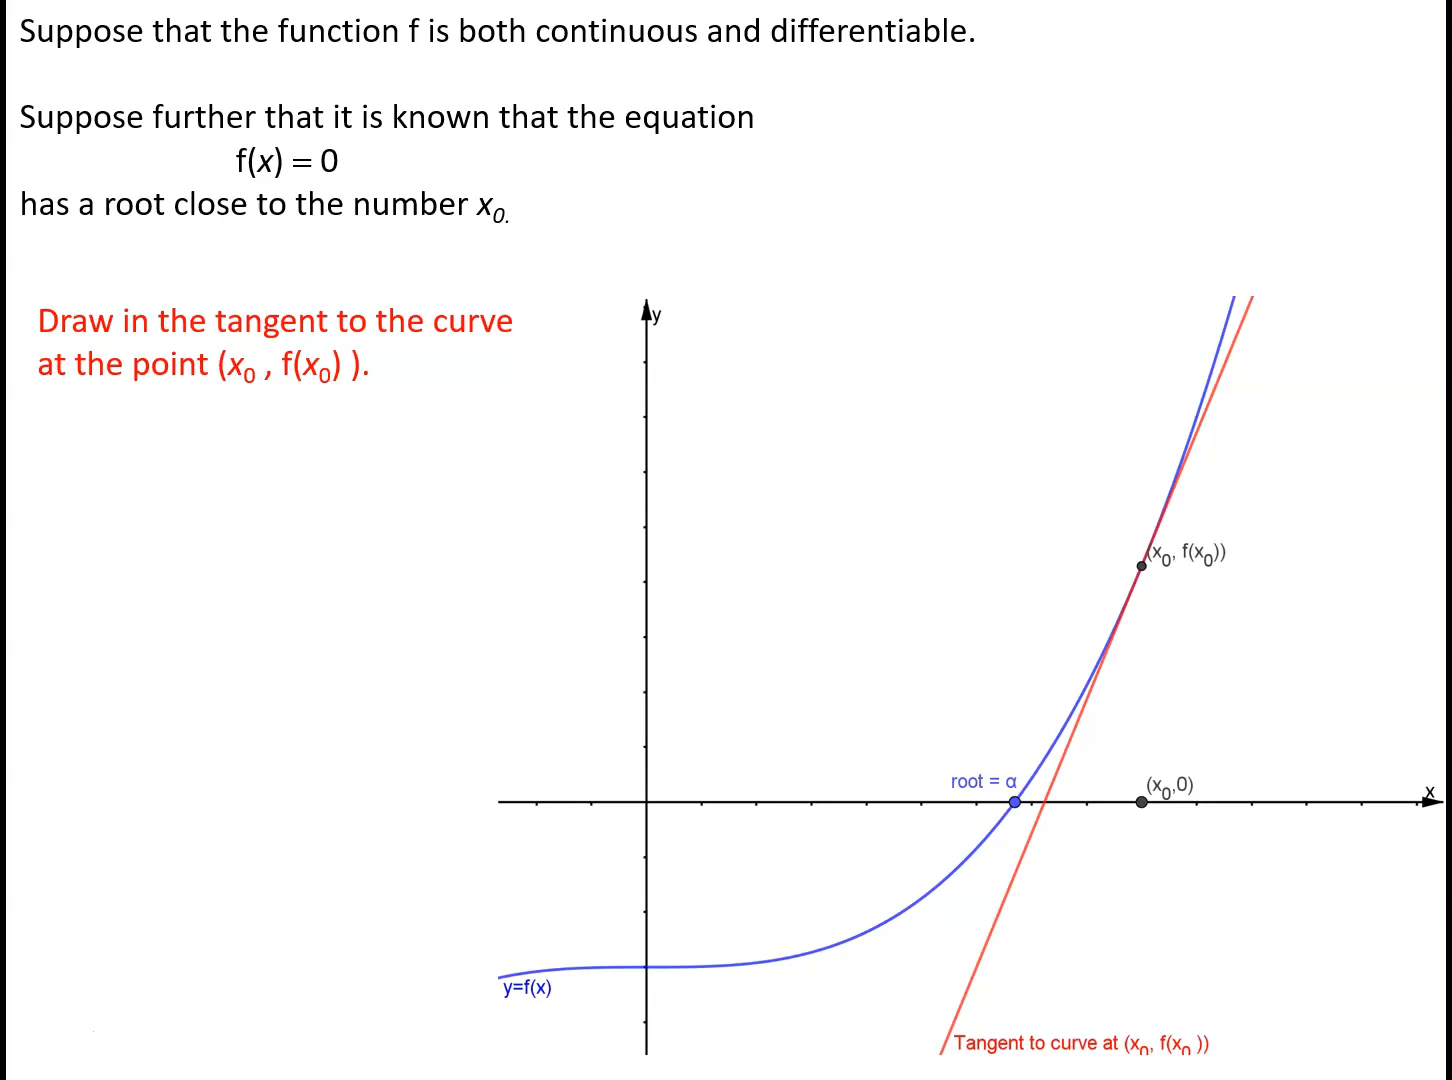 Suppose that the function f is both continuous and differentiable.
Suppose further that it is known that the equation
f(x) = 0
has a root close to the number x₀.
Draw in the tangent to the curve
at the point (x₀ , f(x₀) ).
y
(x₀, f(x₀))
root = α
(x₀,0)
x
y=f(x)
Tangent to curve at (x₀, f(x₀ ))